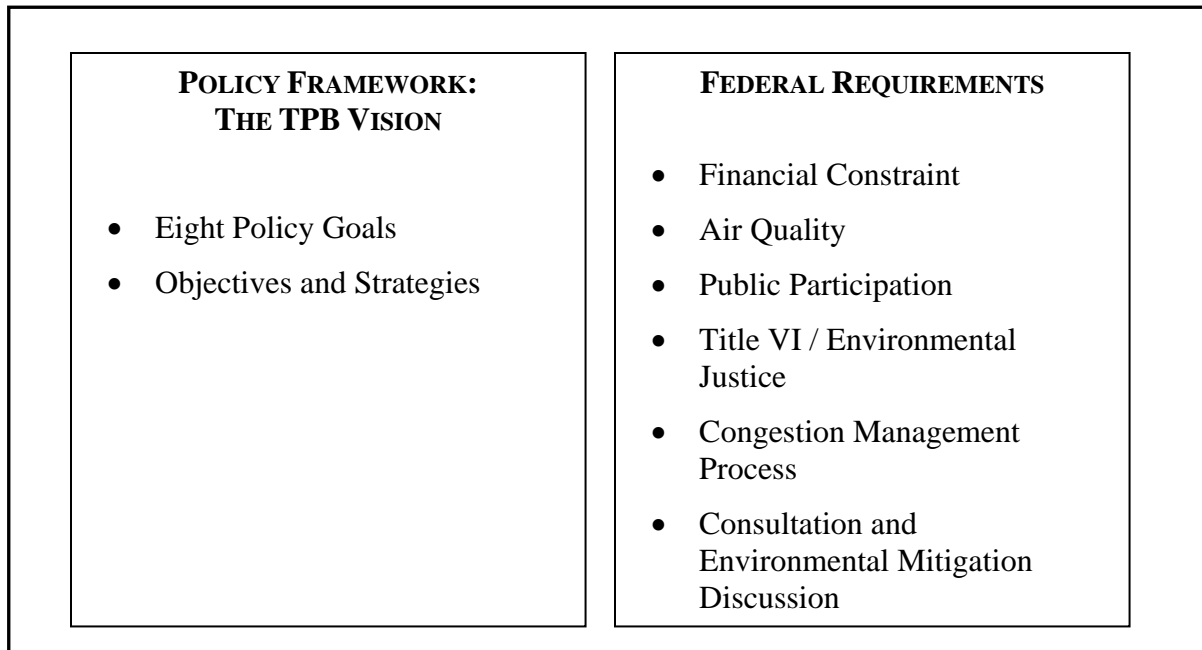 POLICY FRAMEWORK:
THE TPB VISION
• Eight Policy Goals
• Objectives and Strategies
FEDERAL REQUIREMENTS
• Financial Constraint
• Air Quality
• Public Participation
• Title VI / Environmental
Justice
• Congestion Management
Process
• Consultation and
Environmental Mitigation
Discussion